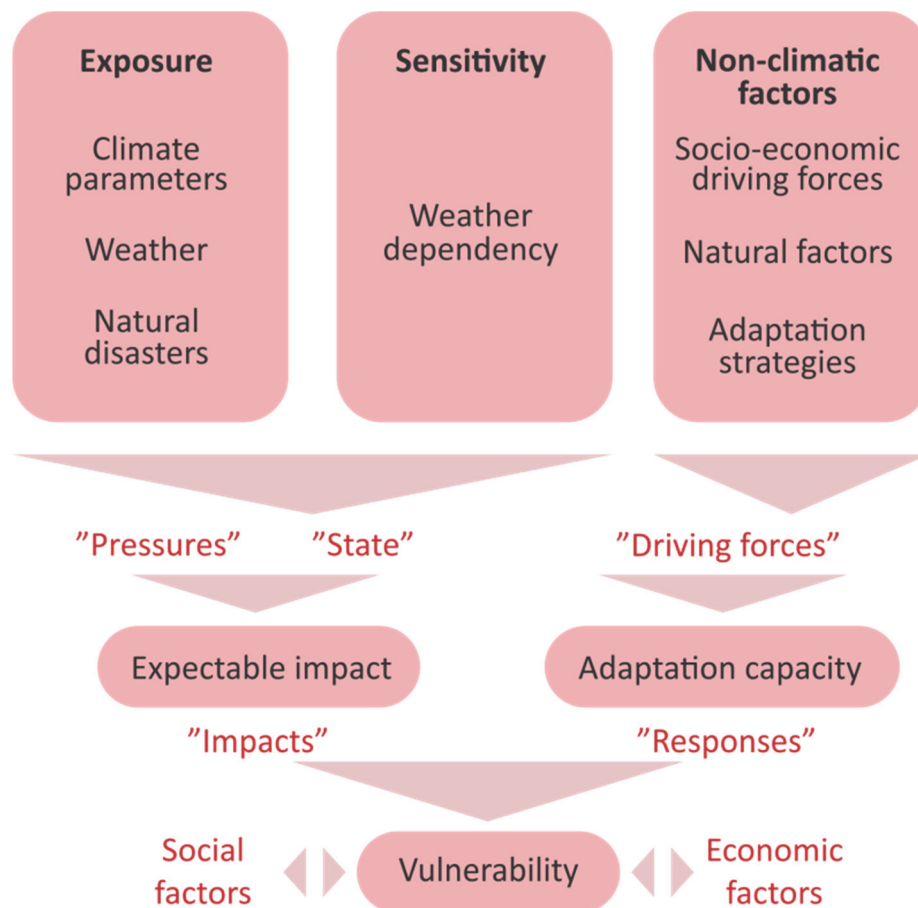 Exposure
Climate
parameters
Weather
Natural
disasters
Sensitivity
Weather
dependency
Non-climatic
factors
Socio-economic
driving forces
Natural factors
Adaptation
strategies
”Pressures”
”State”
”Driving forces”
Expectable impact
Adaptation capacity
”Impacts”
”Responses”
Social
factors
Vulnerability
Economic
factors